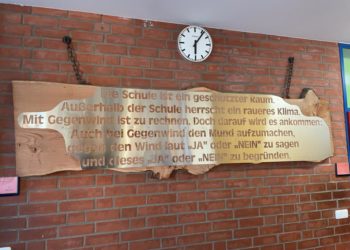 Die Schule ist ein geschützter Raum.
Außerhalb der Schule herrscht ein raueres Klima.
Mit Gegenwind ist zu rechnen. Doch darauf wird es ankommen:
Auch bei Gegenwind den Mund aufzumachen,
gegen den Wind laut „JA" oder „NEIN" zu sagen
und dieses „JA" oder „NEIN" zu begründen.